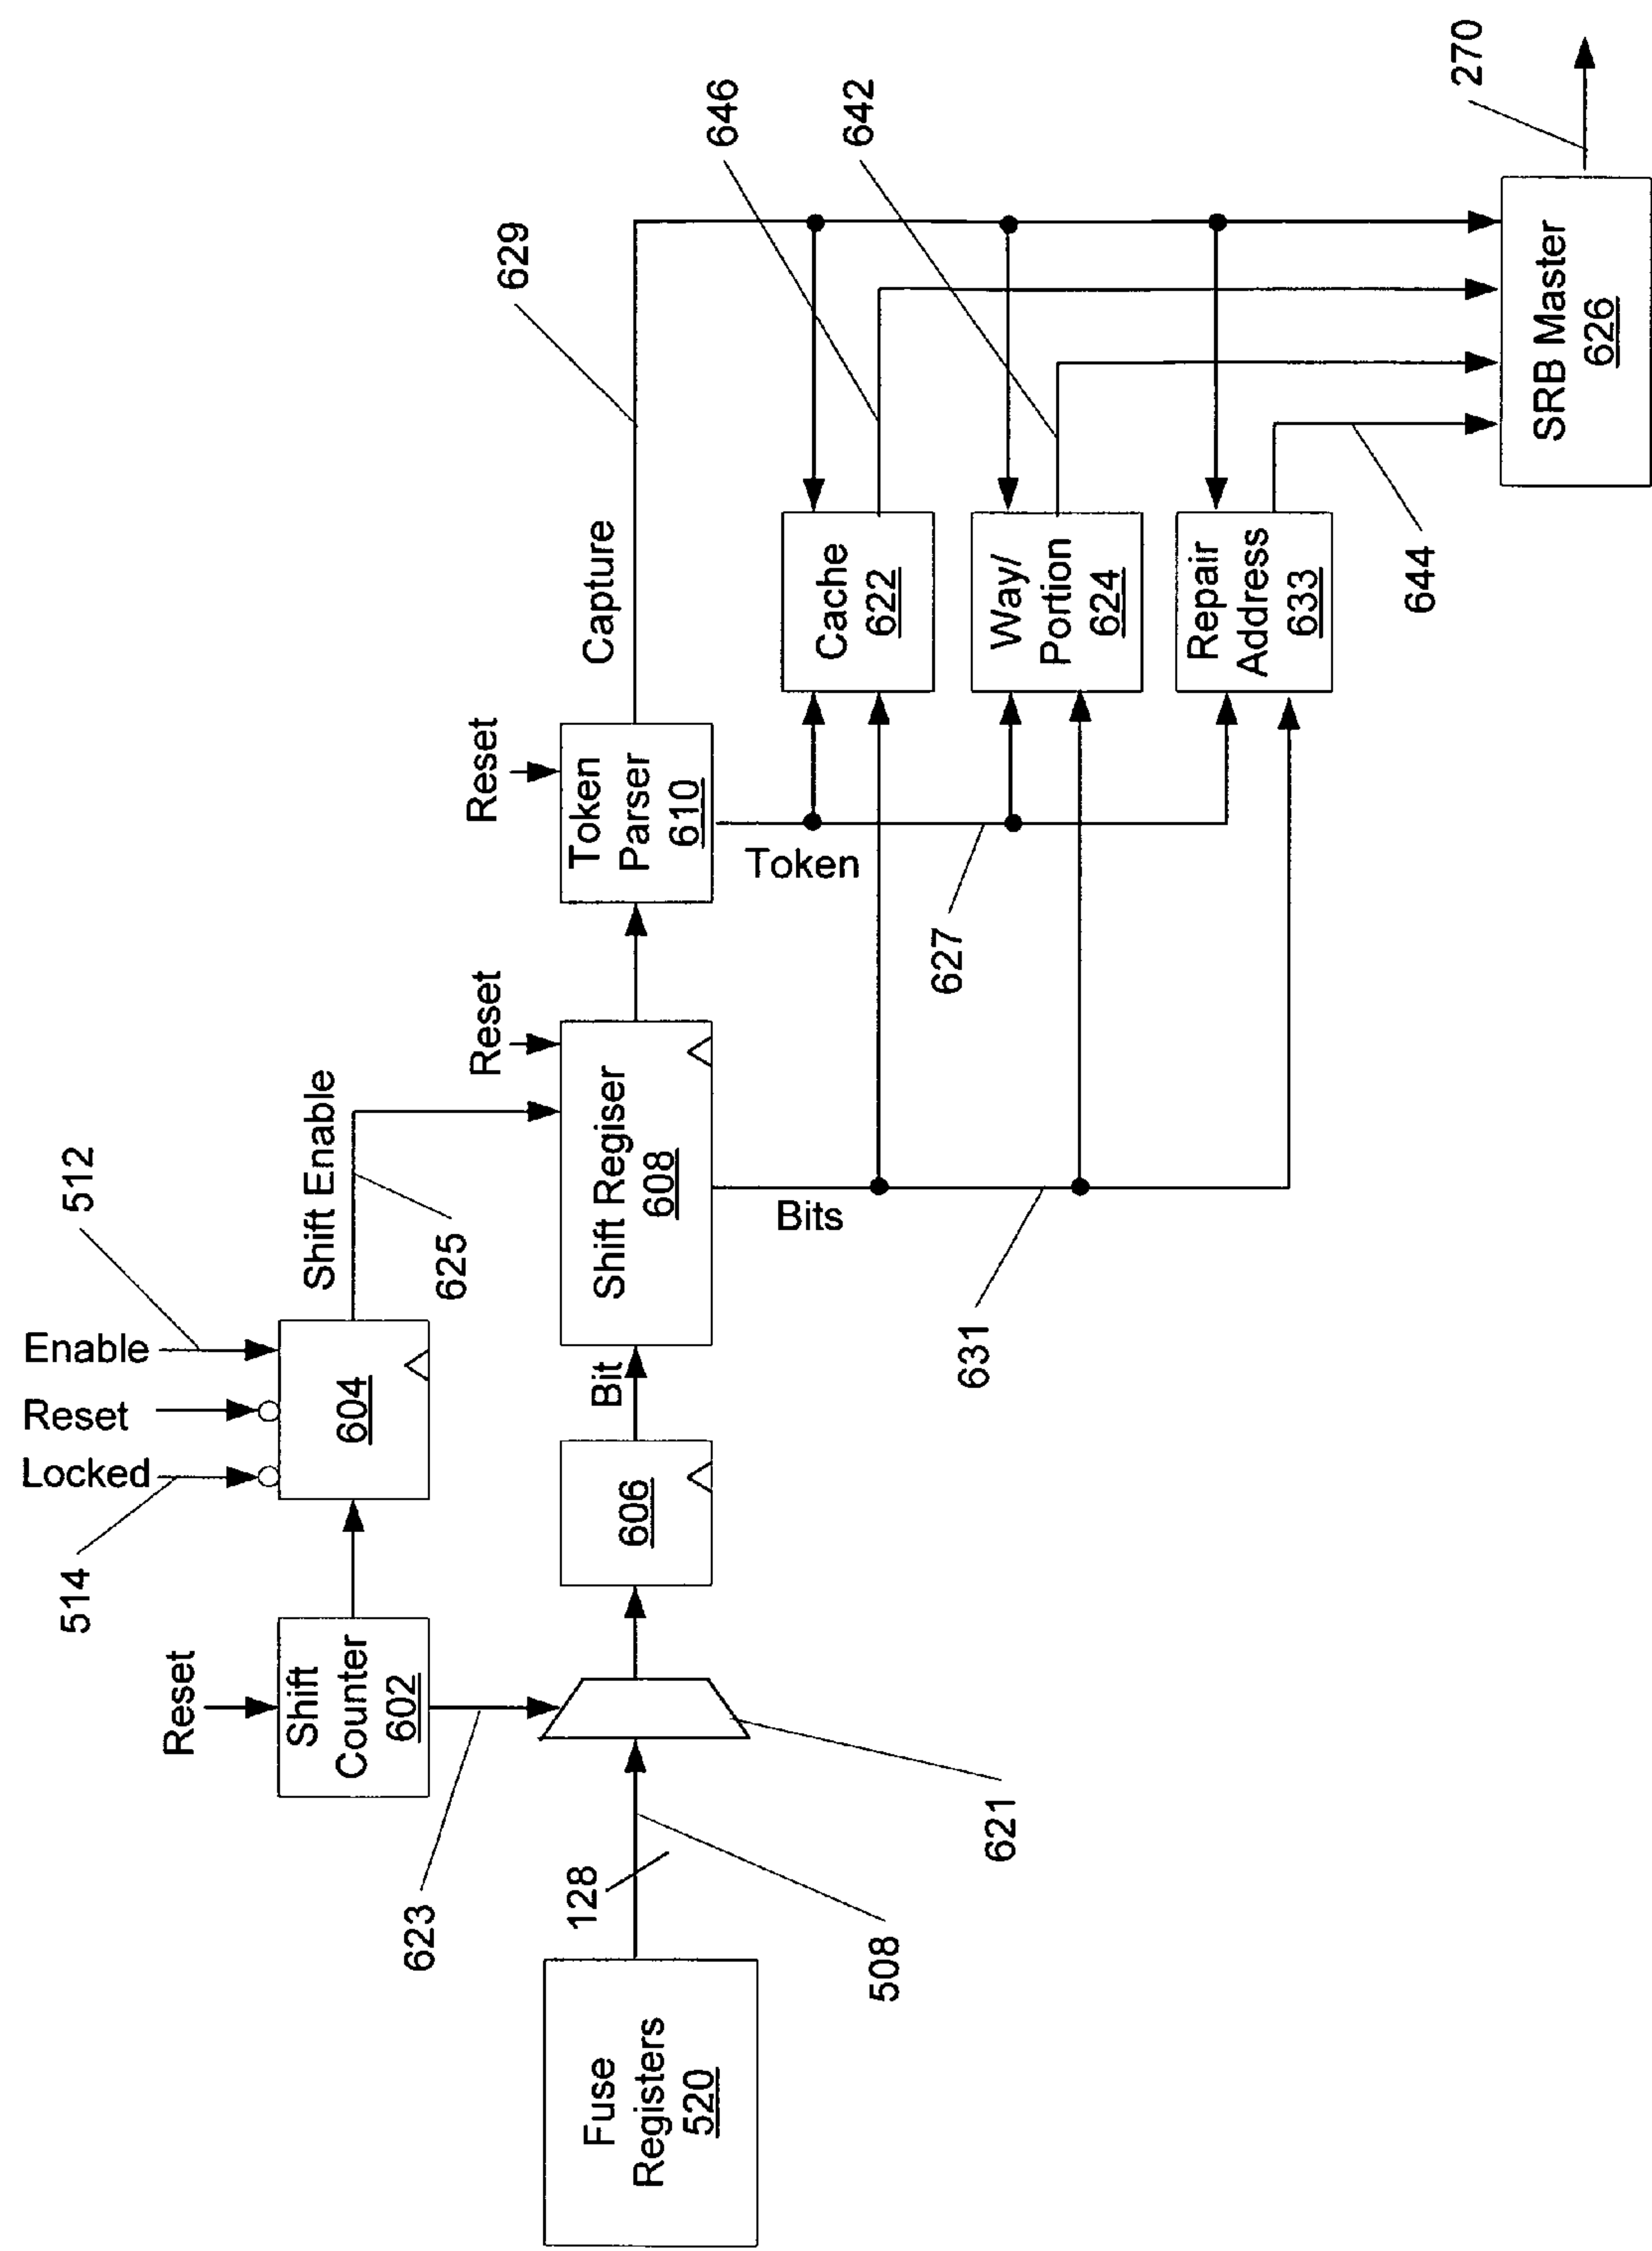 Enable
Reset
Locked
512
514
Reset
Shift
Counter
602
604
Shift Enable
625
623
Fuse
Registers
520
128
508
621
606
Bit
Shift Regiser
608
Reset
Bits
631
Token
Parser
610
Reset
Token
627
Capture
629
Cache
622
Way/
Portion
624
Repair
Address
633
646
642
644
SRB Master
626
270